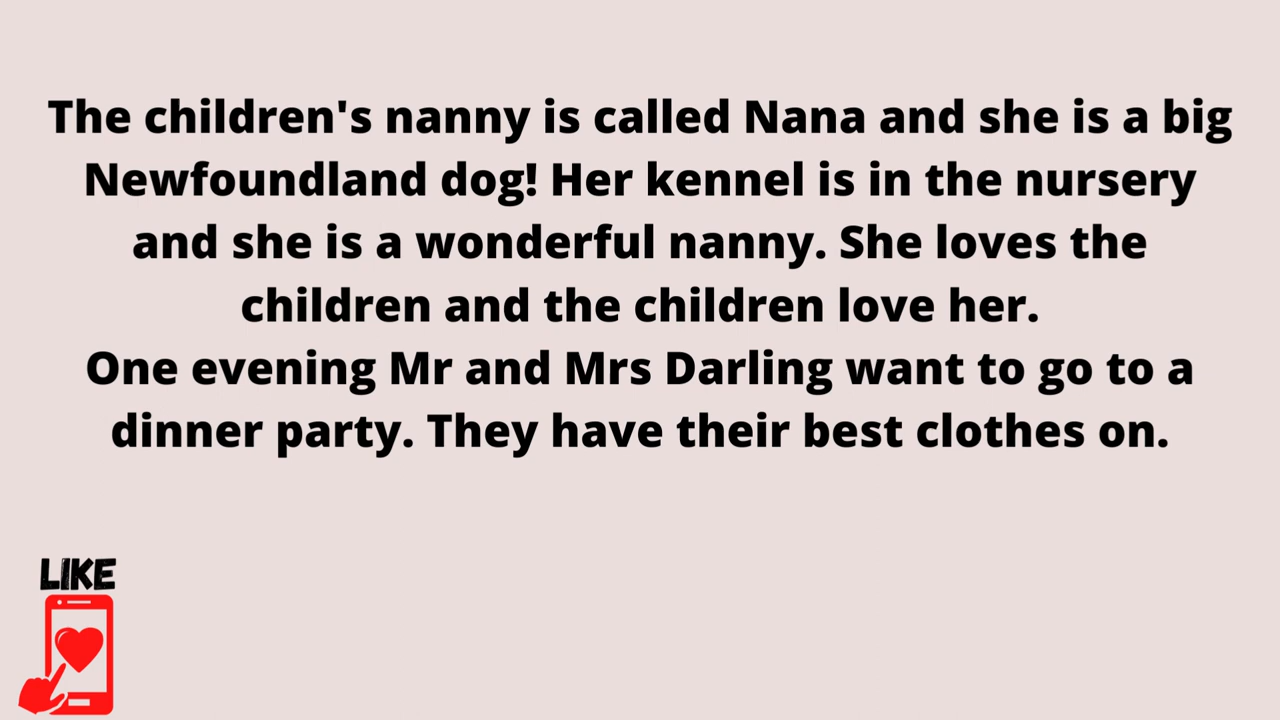 The children's nanny is called Nana and she is a big
Newfoundland dog! Her kennel is in the nursery
and she is a wonderful nanny. She loves the
children and the children love her.
One evening Mr and Mrs Darling want to go to a
dinner party. They have their best clothes on.
LIKE